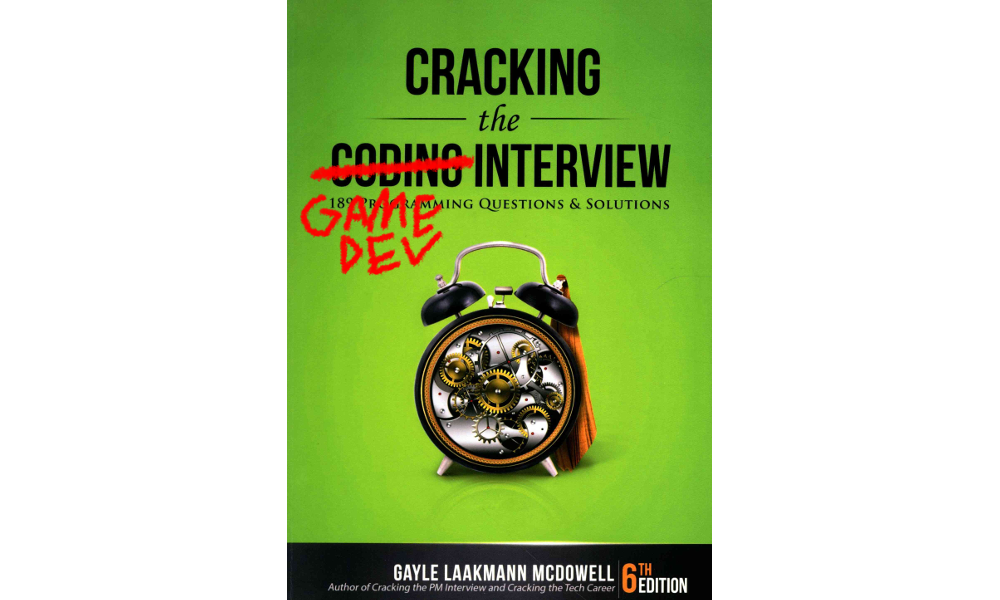 CRACKING
the
CODING INTERVIEW
189 PROGRAMMING QUESTIONS & SOLUTIONS
GAME
DEV
GAYLE LAAKMANN MCDOWELL
Author of Cracking the PM Interview and Cracking the Tech Career
6TH
EDITION